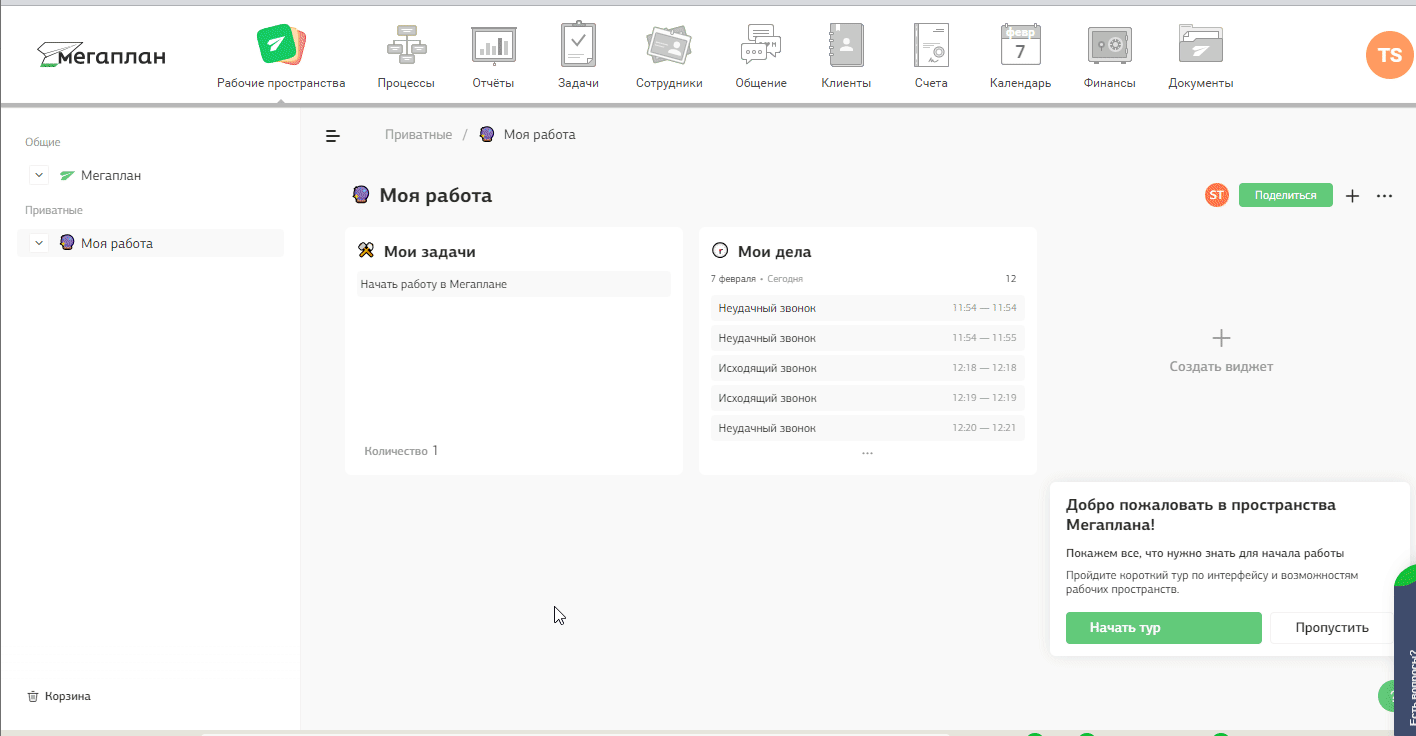 Мегаплан
Рабочие пространства
Процессы
Отчёты
Задачи
Сотрудники
Общение
Клиенты
Счета
февр
7
Календарь
Финансы
Документы
TS
Общие
Мегаплан
Приватные
Моя работа
Корзина
Приватные / Моя работа
Моя работа
ST
Поделиться
Мои задачи
Начать работу в Мегаплане
Количество 1
Мои дела
7 февраля • Сегодня 12
Неудачный звонок 11:54 — 11:54
Неудачный звонок 11:54 — 11:55
Исходящий звонок 12:18 — 12:18
Исходящий звонок 12:19 — 12:19
Неудачный звонок 12:20 — 12:21
...
Создать виджет
Добро пожаловать в пространства
Мегаплана!
Покажем все, что нужно знать для начала работы
Пройдите короткий тур по интерфейсу и возможностям
рабочих пространств.
Начать тур
Пропустить
?
Есть вопросы?